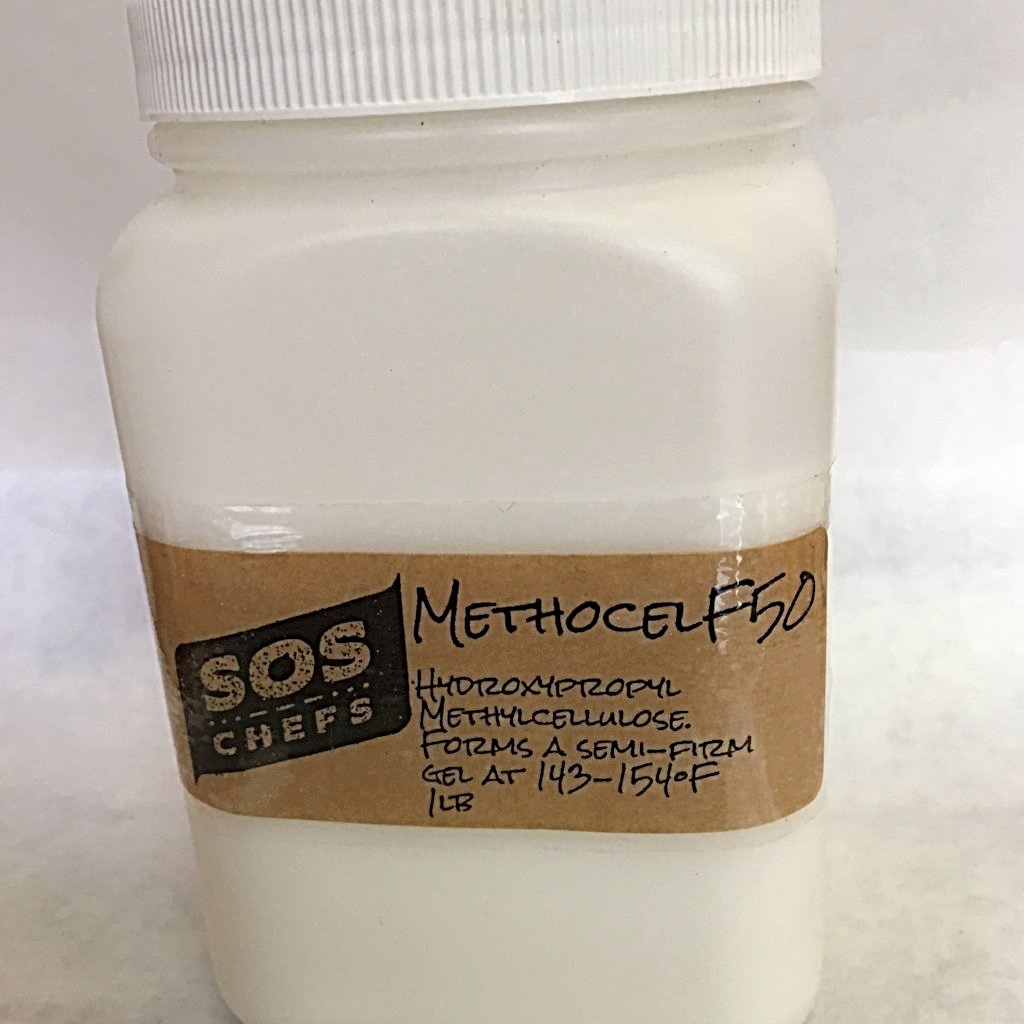 SOS
CHEFS
METHOCELF50
HYDROXYPROPYL
METHYLCELLULOSE.
FORMS A SEMI-FIRM
GEL AT 143-154°F
1LB